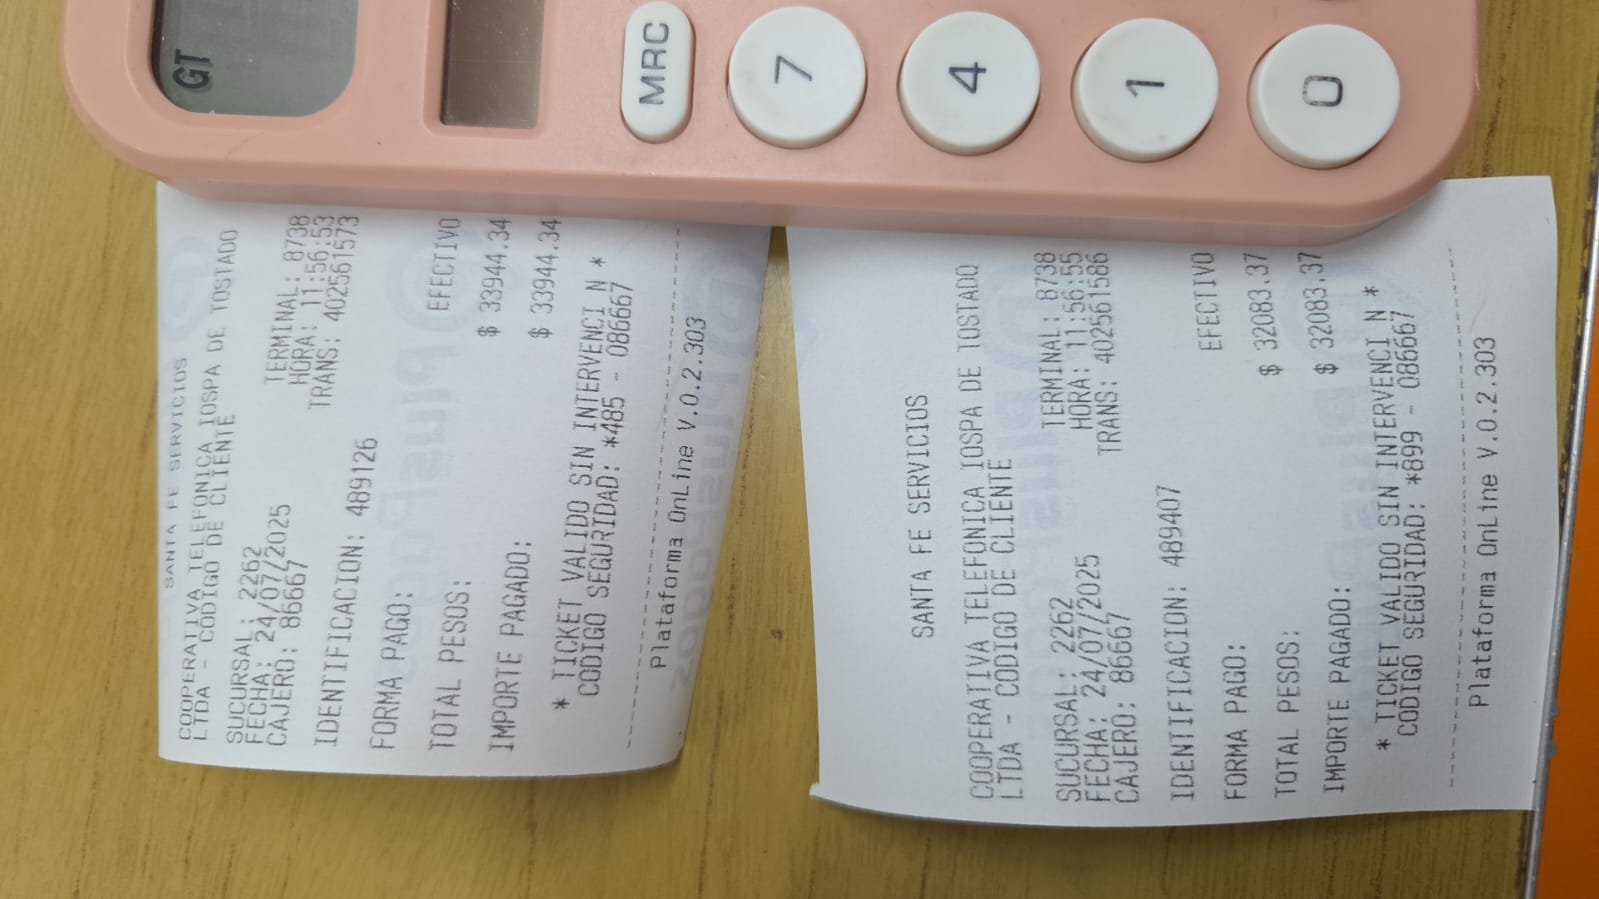 GT
MRC
7
4
1
0
SANTA FE SERVICIOS
COOPERATIVA TELEFONICA IOSPA DE TOSTADO
LTDA - CODIGO DE CLIENTE
SUCURSAL: 2262 TERMINAL: 8738
FECHA: 24/07/2025 HORA: 11:56:53
CAJERO: 86667 TRANS: 402561573
IDENTIFICACION: 489126
FORMA PAGO: EFECTIVO
TOTAL PESOS: $ 33944.34
IMPORTE PAGADO: $ 33944.34
* TICKET VALIDO SIN INTERVENCI N *
CODIGO SEGURIDAD: *485 - 086667
Plataforma OnLine V.0.2.303
SANTA FE SERVICIOS
COOPERATIVA TELEFONICA IOSPA DE TOSTADO
LTDA - CODIGO DE CLIENTE
SUCURSAL: 2262 TERMINAL: 8738
FECHA: 24/07/2025 HORA: 11:56:55
CAJERO: 86667 TRANS: 402561586
IDENTIFICACION: 489407
FORMA PAGO: EFECTIVO
TOTAL PESOS: $ 32083.37
IMPORTE PAGADO: $ 32083.37
* TICKET VALIDO SIN INTERVENCI N *
CODIGO SEGURIDAD: *899 - 086667
Plataforma OnLine V.0.2.303